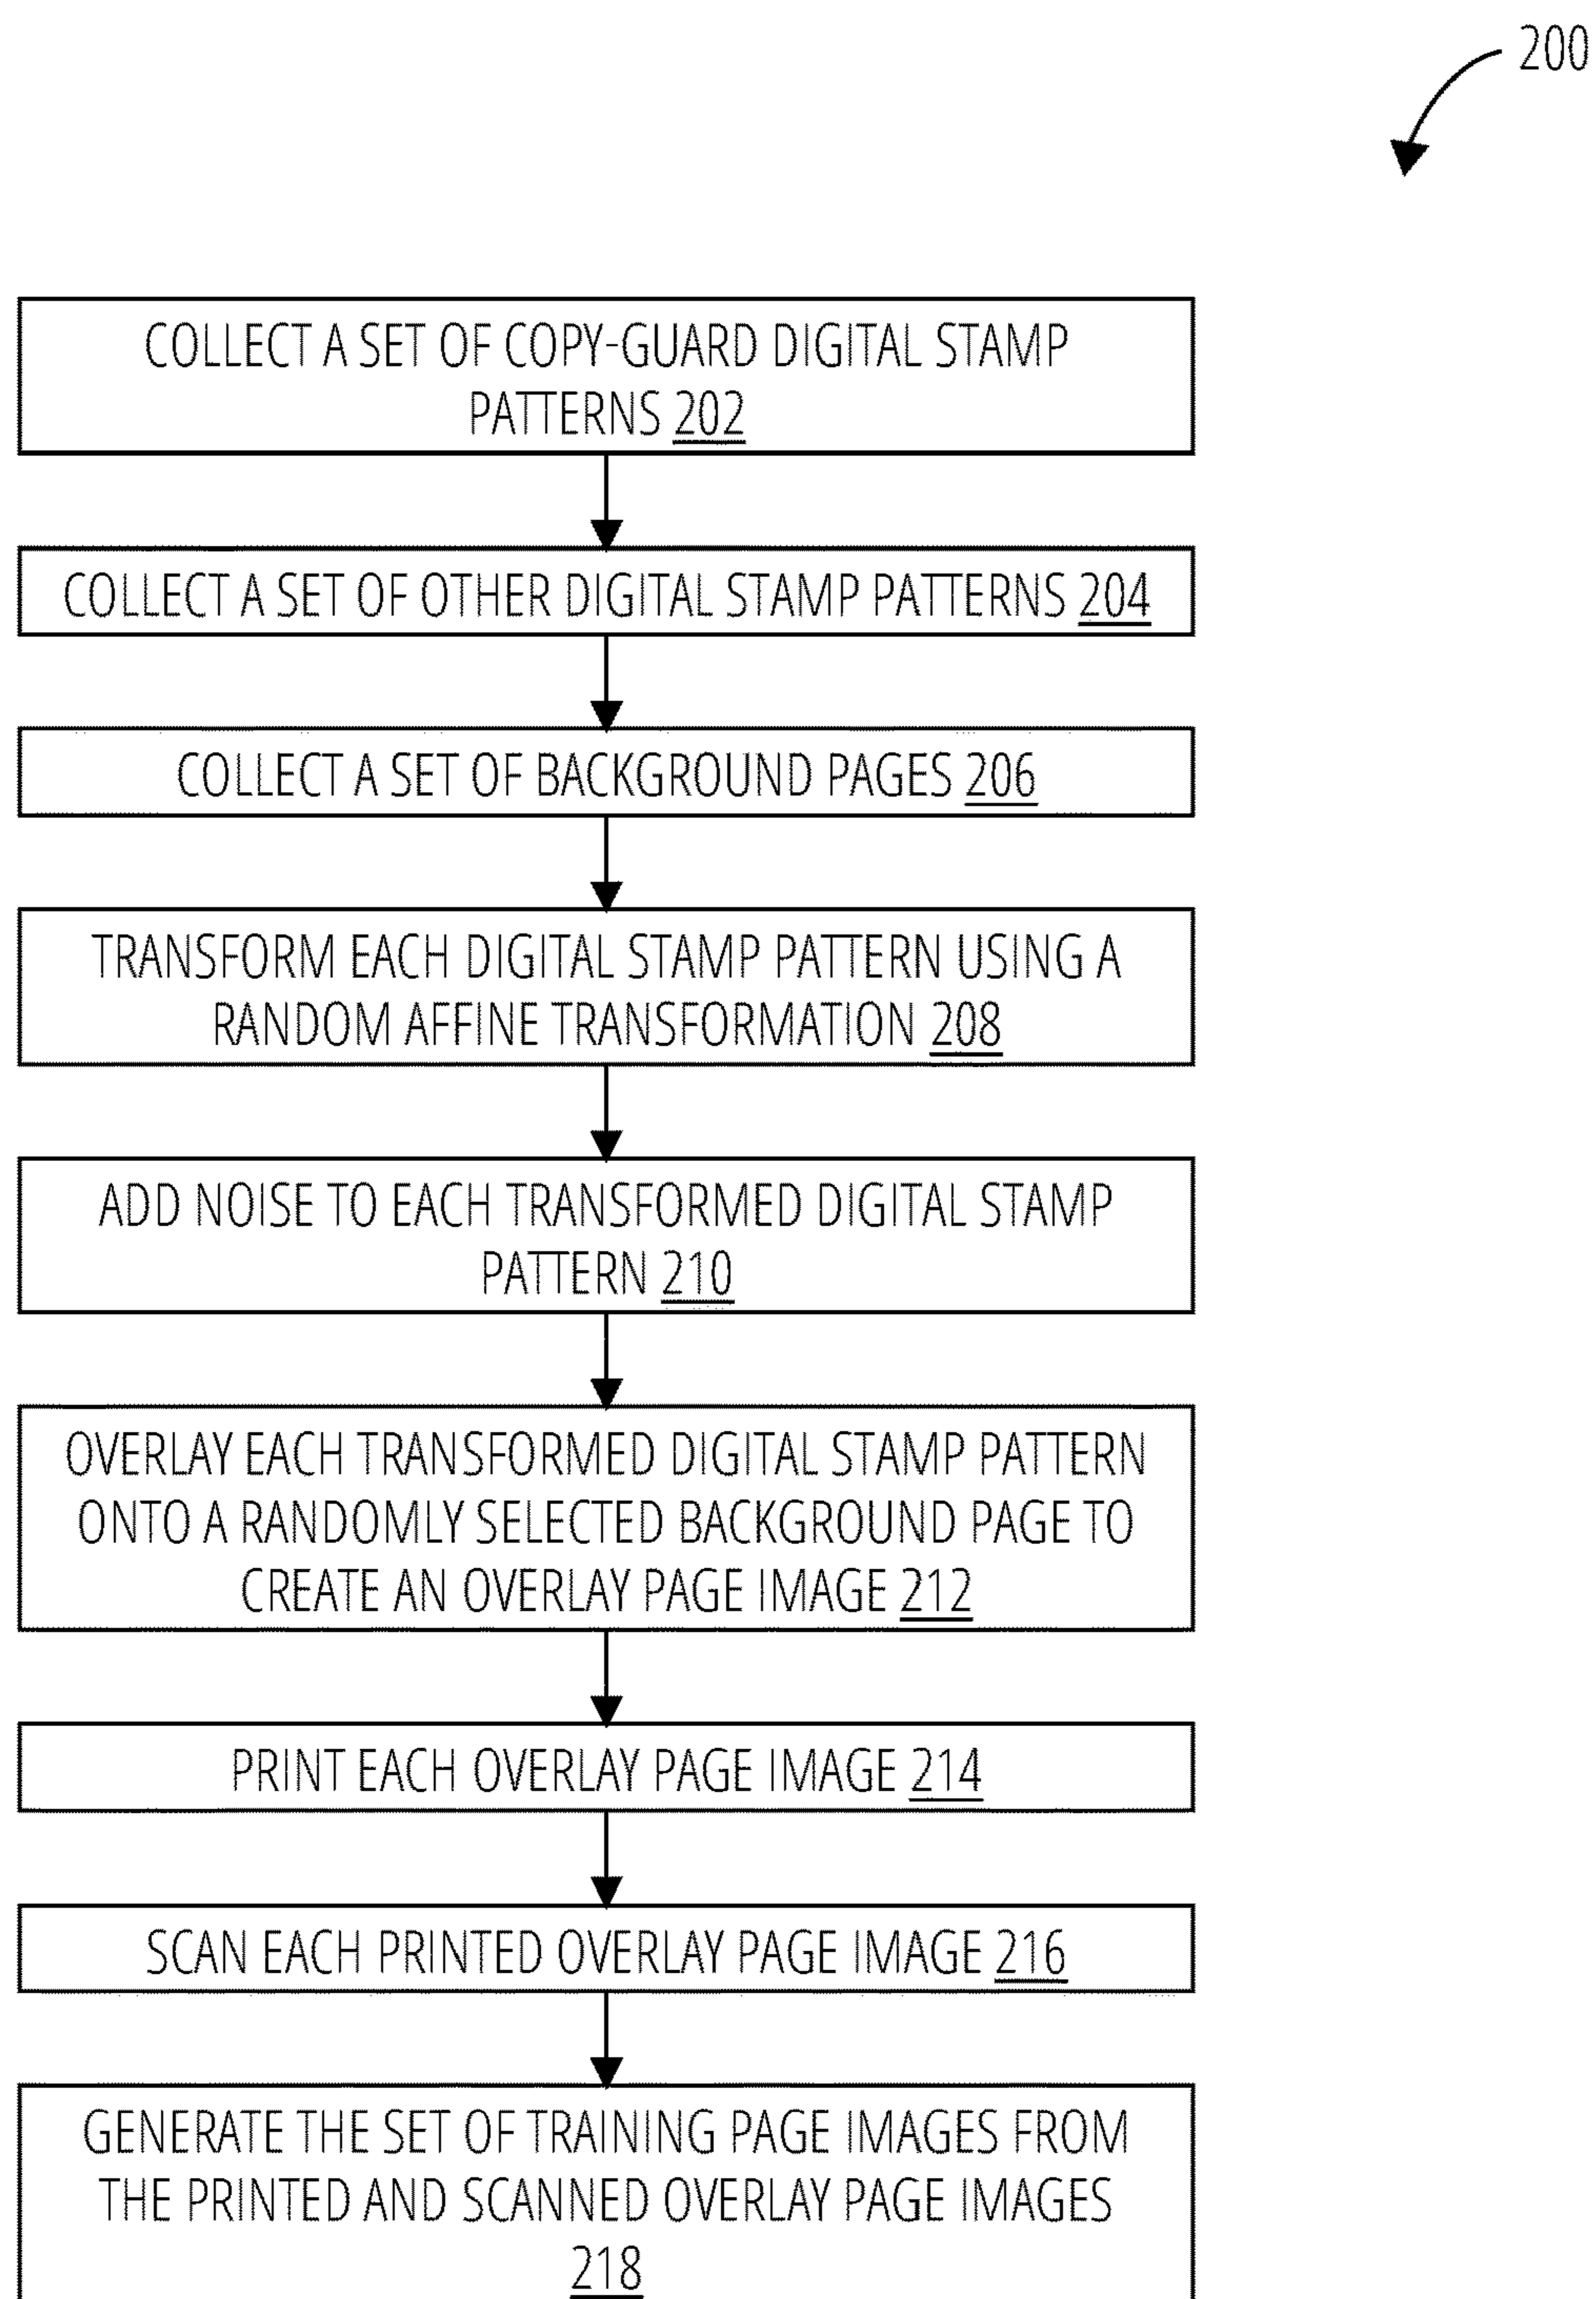 200
COLLECT A SET OF COPY-GUARD DIGITAL STAMP
PATTERNS 202
COLLECT A SET OF OTHER DIGITAL STAMP PATTERNS 204
COLLECT A SET OF BACKGROUND PAGES 206
TRANSFORM EACH DIGITAL STAMP PATTERN USING A
RANDOM AFFINE TRANSFORMATION 208
ADD NOISE TO EACH TRANSFORMED DIGITAL STAMP
PATTERN 210
OVERLAY EACH TRANSFORMED DIGITAL STAMP PATTERN
ONTO A RANDOMLY SELECTED BACKGROUND PAGE TO
CREATE AN OVERLAY PAGE IMAGE 212
PRINT EACH OVERLAY PAGE IMAGE 214
SCAN EACH PRINTED OVERLAY PAGE IMAGE 216
GENERATE THE SET OF TRAINING PAGE IMAGES FROM
THE PRINTED AND SCANNED OVERLAY PAGE IMAGES
218